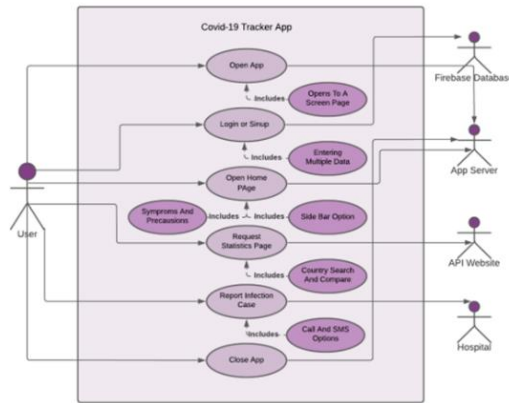 Covid-19 Tracker App
Open App
Includes
Opens To A
Screen Page
Firebase Database
Login or Sinup
Includes
Entering
Multiple Data
App Server
Open Home
PAge
User
Symproms And
Precausions
Includes
Includes
Side Bar Option
Request
Statistics Page
Includes
Country Search
And Compare
API Website
Report Infection
Case
Includes
Call And SMS
Options
Hospital
Close App